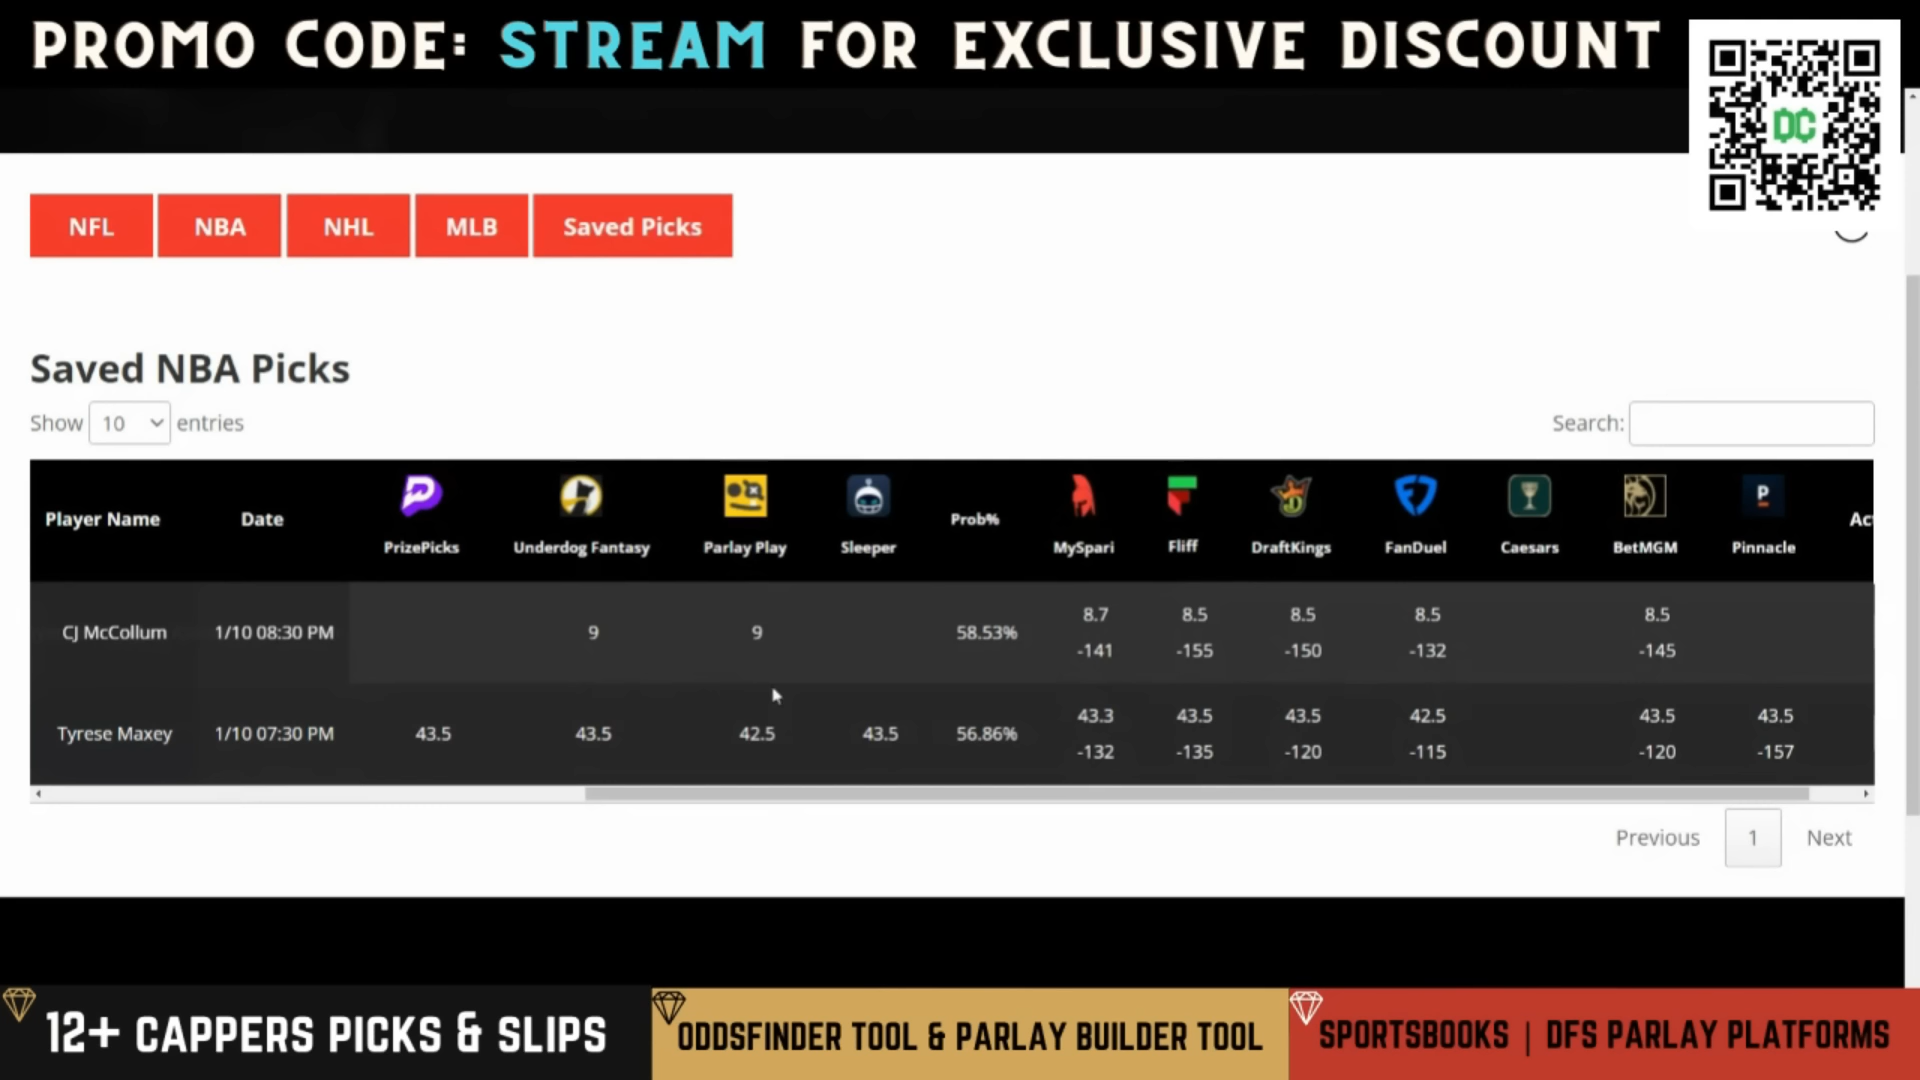 PROMO CODE: STREAM FOR EXCLUSIVE DISCOUNT
DC
NFL NBA NHL MLB Saved Picks
Saved NBA Picks
Show 10 entries Search:
Player Name Date PrizePicks Underdog Fantasy Parlay Play Sleeper Prob% MySpari Fliff DraftKings FanDuel Caesars BetMGM Pinnacle Ac
CJ McCollum 1/10 08:30 PM 9 9 58.53% 8.7 8.5 8.5 8.5 8.5
-141 -155 -150 -132 -145
Tyrese Maxey 1/10 07:30 PM 43.5 43.5 42.5 43.5 56.86% 43.3 43.5 43.5 42.5 43.5 43.5
-132 -135 -120 -115 -120 -157
Previous 1 Next
12+ CAPPERS PICKS & SLIPS
ODDSFINDER TOOL & PARLAY BUILDER TOOL
SPORTSBOOKS | DFS PARLAY PLATFORMS